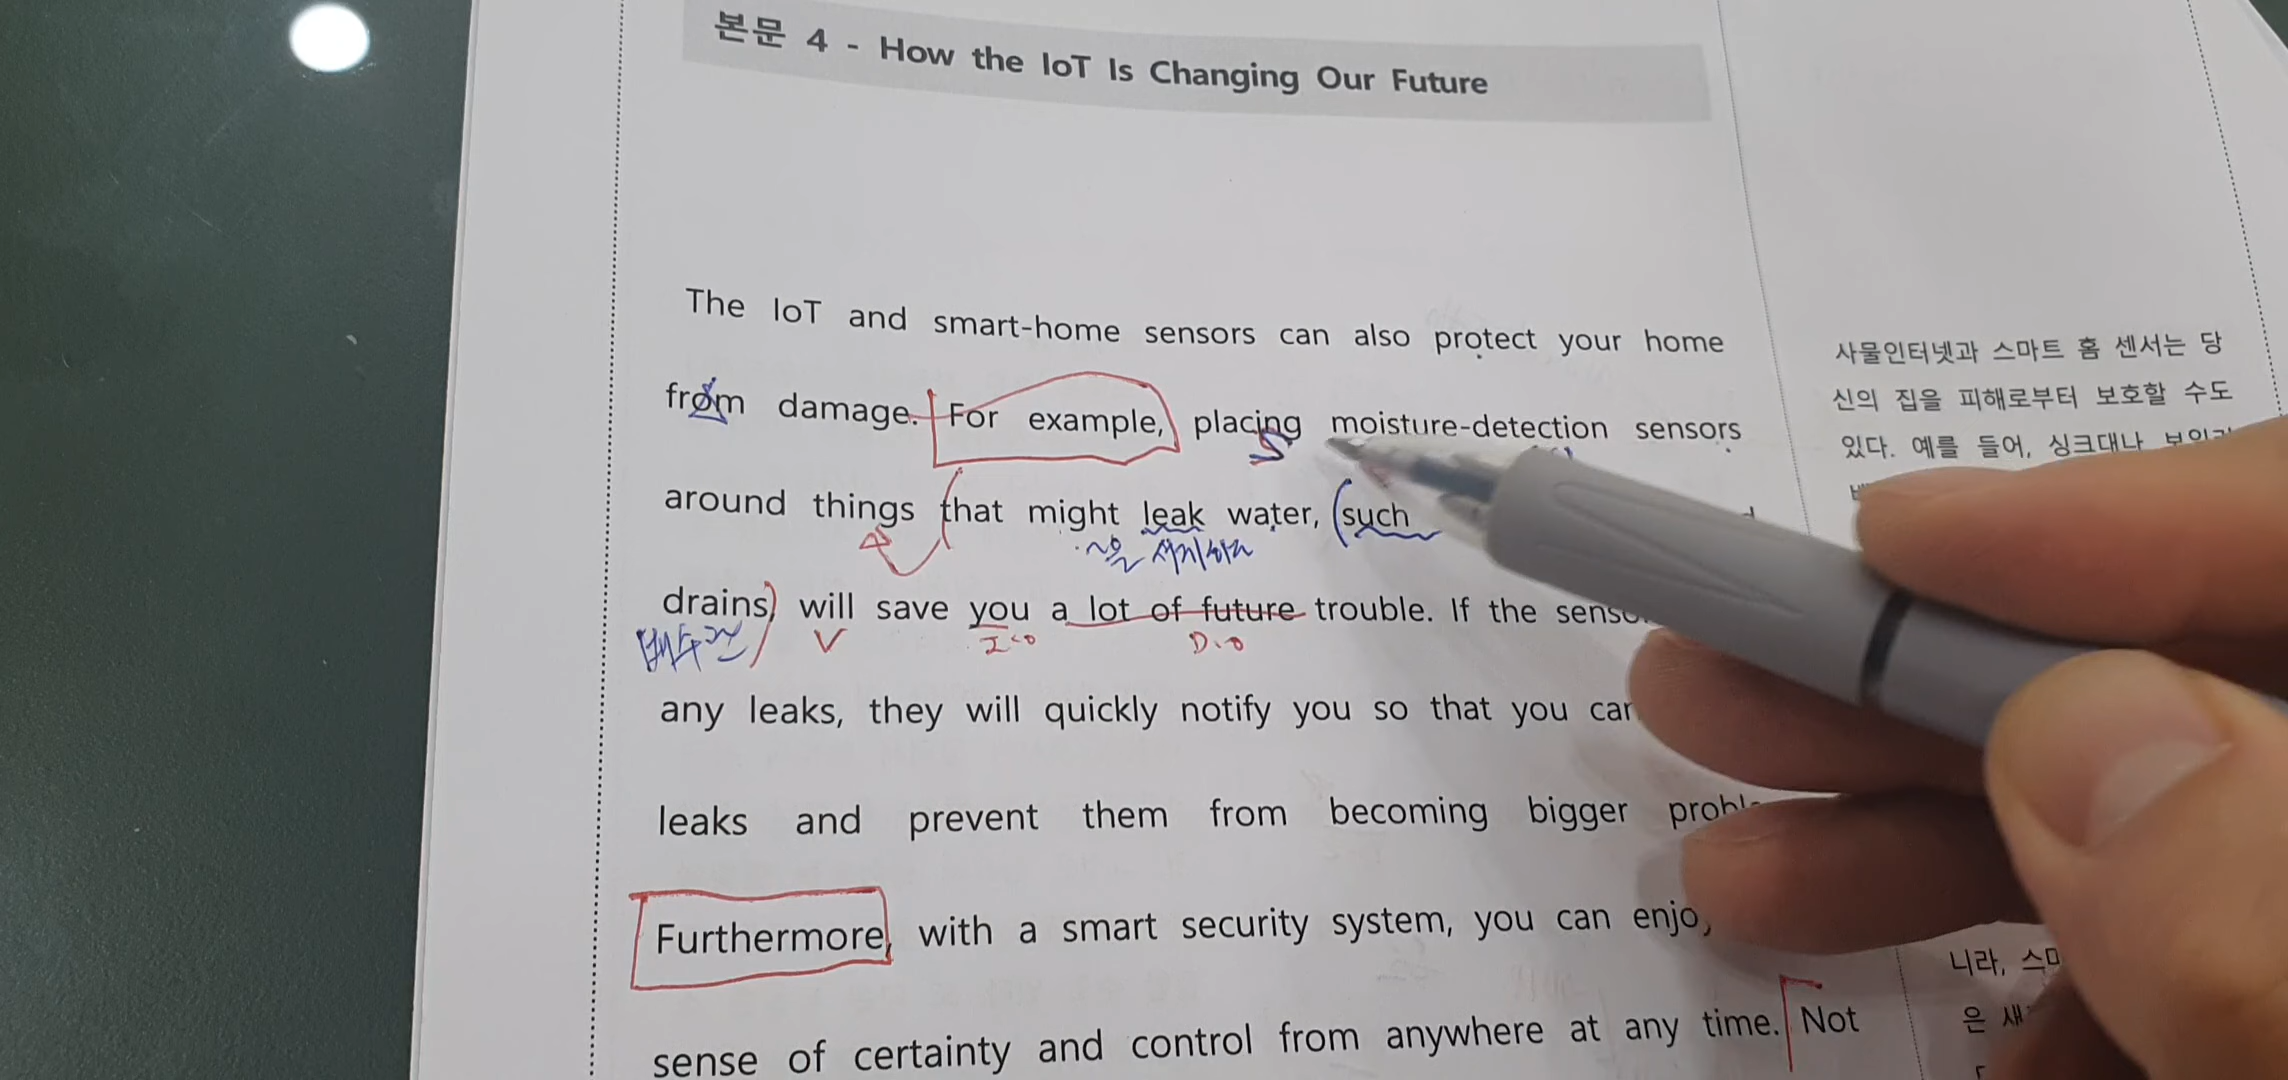 본문 4 - How the IoT Is Changing Our Future
The IoT and smart-home sensors can also protect your home
from damage. For example, placing moisture-detection sensors
S
around things that might leak water, (such
drains) will save you a lot of future trouble. If the
배수관 V I.O D.O
any leaks, they will quickly notify you so that you can
leaks and prevent them from becoming bigger
Furthermore, with a smart security system, you can enjoy
sense of certainty and control from anywhere at any time. Not
사물인터넷과 스마트 홈 센서는 당
신의 집을 피해로부터 보호할 수도
있다. 예를 들어, 싱크대나
니라,
은